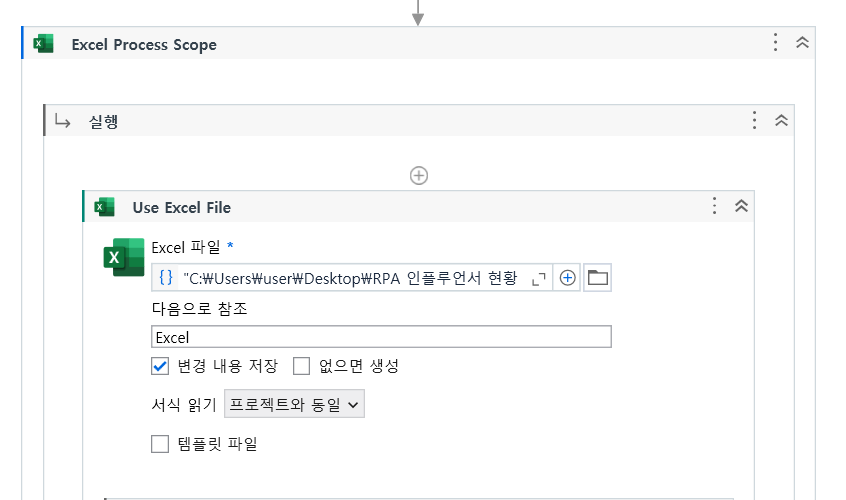 Excel Process Scope
실행
Use Excel File
Excel 파일 *
{} "C:₩Users₩user₩Desktop₩RPA 인플루언서 현황
다음으로 참조
Excel
변경 내용 저장 없으면 생성
서식 읽기 프로젝트와 동일
템플릿 파일